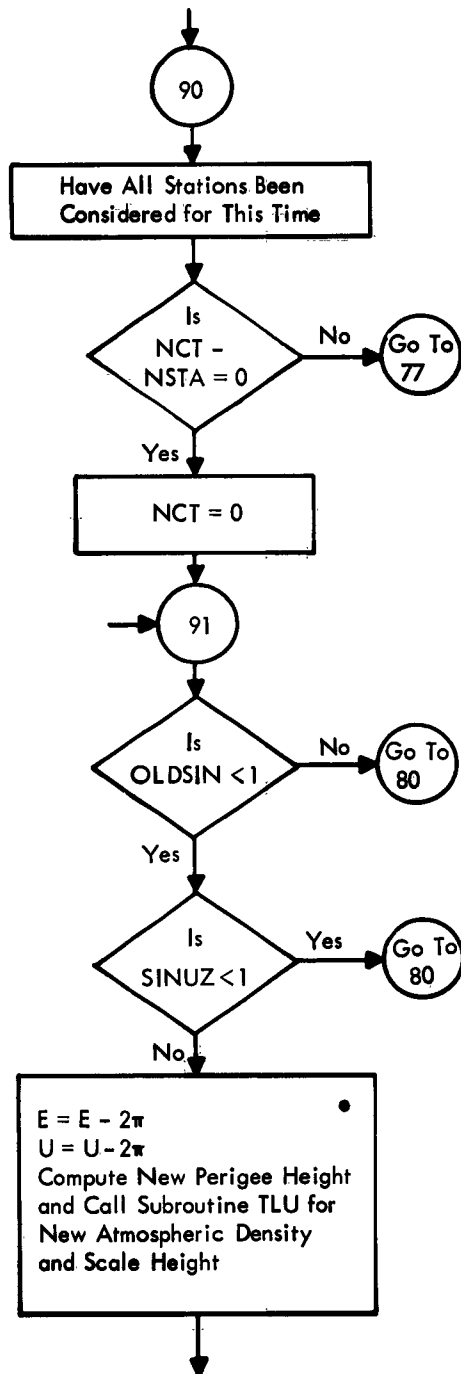 90
Have All Stations Been
Considered for This Time
Is
NCT -
NSTA = 0
No
Go To
77
Yes
NCT = 0
91
Is
OLDSIN <1
No
Go To
80
Yes
Is
SINUZ<1
Yes
Go To
80
No
E = E - 2π
U = U - 2π
Compute New Perigee Height
and Call Subroutine TLU for
New Atmospheric Density
and Scale Height